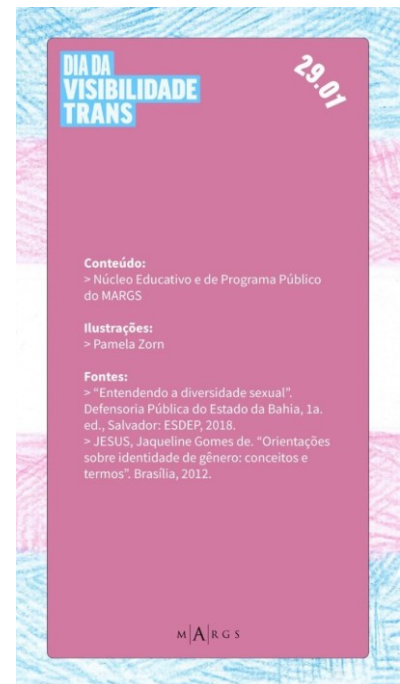 DIA DA
VISIBILIDADE
TRANS
29.01
Conteúdo:
> Núcleo Educativo e de Programa Público
do MARGS
Ilustrações:
> Pamela Zorn
Fontes:
> "Entendendo a diversidade sexual".
Defensoria Pública do Estado da Bahia, 1a.
ed., Salvador: ESDEP, 2018.
> JESUS, Jaqueline Gomes de. "Orientações
sobre identidade de gênero: conceitos e
termos". Brasília, 2012.
M|A|RGS